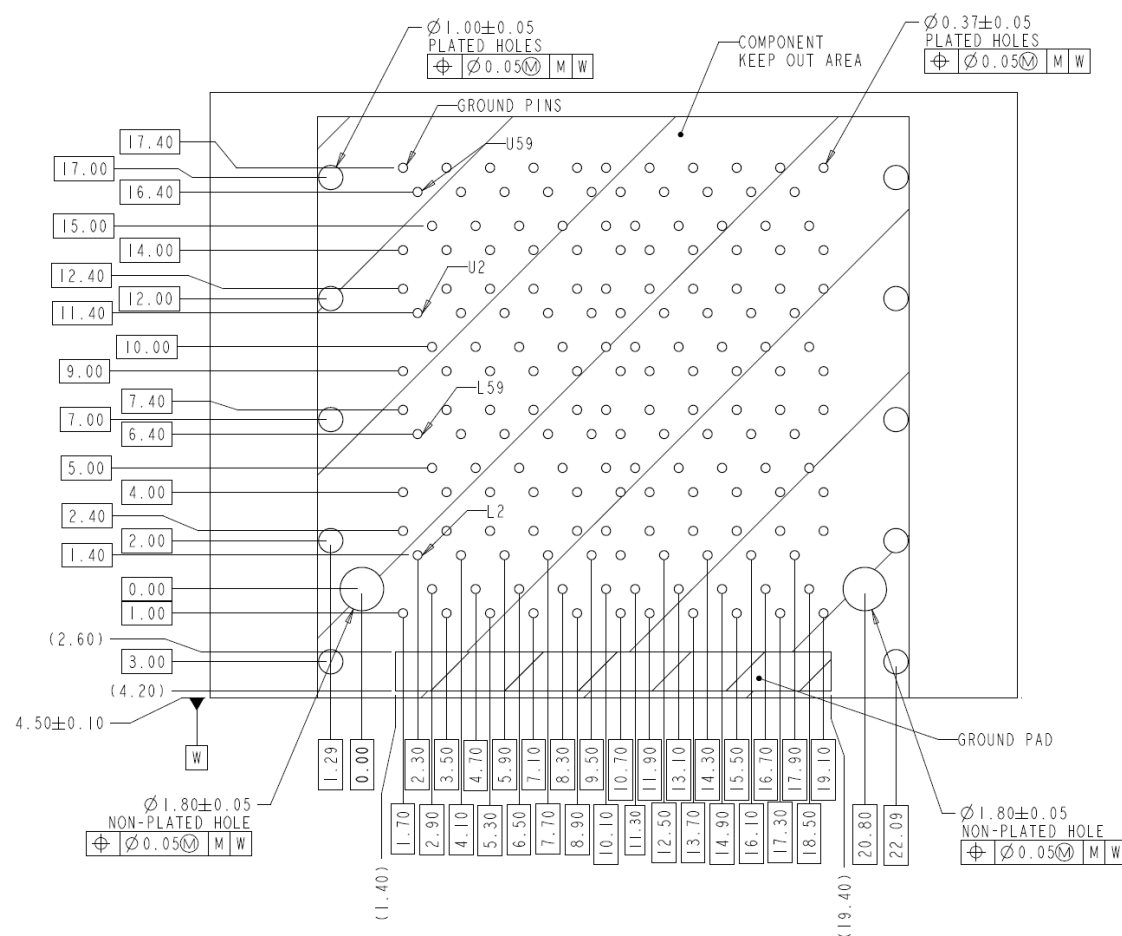 Ø1.00±0.05
PLATED HOLES
⌖ Ø0.05Ⓜ M W
COMPONENT
KEEP OUT AREA
Ø0.37±0.05
PLATED HOLES
⌖ Ø0.05Ⓜ M W
GROUND PINS
U59
17.40
17.00
16.40
15.00
14.00
12.40
U2
12.00
11.40
10.00
9.00
7.40
L59
7.00
6.40
5.00
4.00
2.40
L2
2.00
1.40
0.00
1.00
(2.60)
3.00
(4.20)
4.50±0.10
W
GROUND PAD
1.29
0.00
2.30
3.50
4.70
5.90
7.10
8.30
9.50
10.70
11.90
13.10
14.30
15.50
16.70
17.90
19.10
1.70
2.90
4.10
5.30
6.50
7.70
8.90
10.10
11.30
12.50
13.70
14.90
16.10
17.30
18.50
20.80
22.09
(1.40)
(19.40)
Ø1.80±0.05
NON-PLATED HOLE
⌖ Ø0.05Ⓜ M W
Ø1.80±0.05
NON-PLATED HOLE
⌖ Ø0.05Ⓜ M W